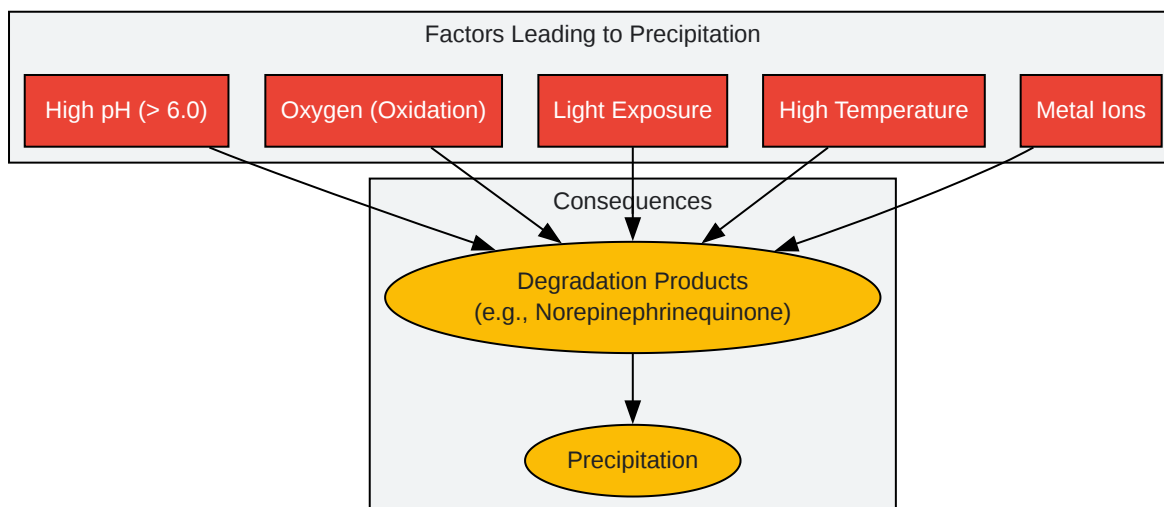 Factors Leading to Precipitation
High pH (> 6.0)
Oxygen (Oxidation)
Light Exposure
High Temperature
Metal Ions
Consequences
Degradation Products
(e.g., Norepinephrinequinone)
Precipitation